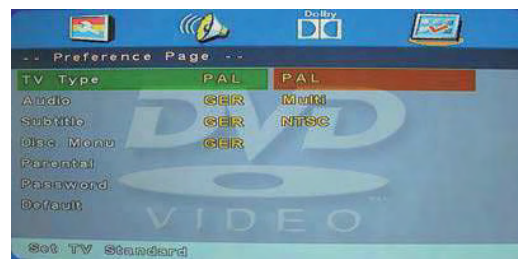 Dolby
-- Preference Page --
TV Type PAL PAL
Audio GER Multi
Subtitle GER NTSC
Disc Menu GER
Parental
Password
Default
DVD
VIDEO
Set TV Standard